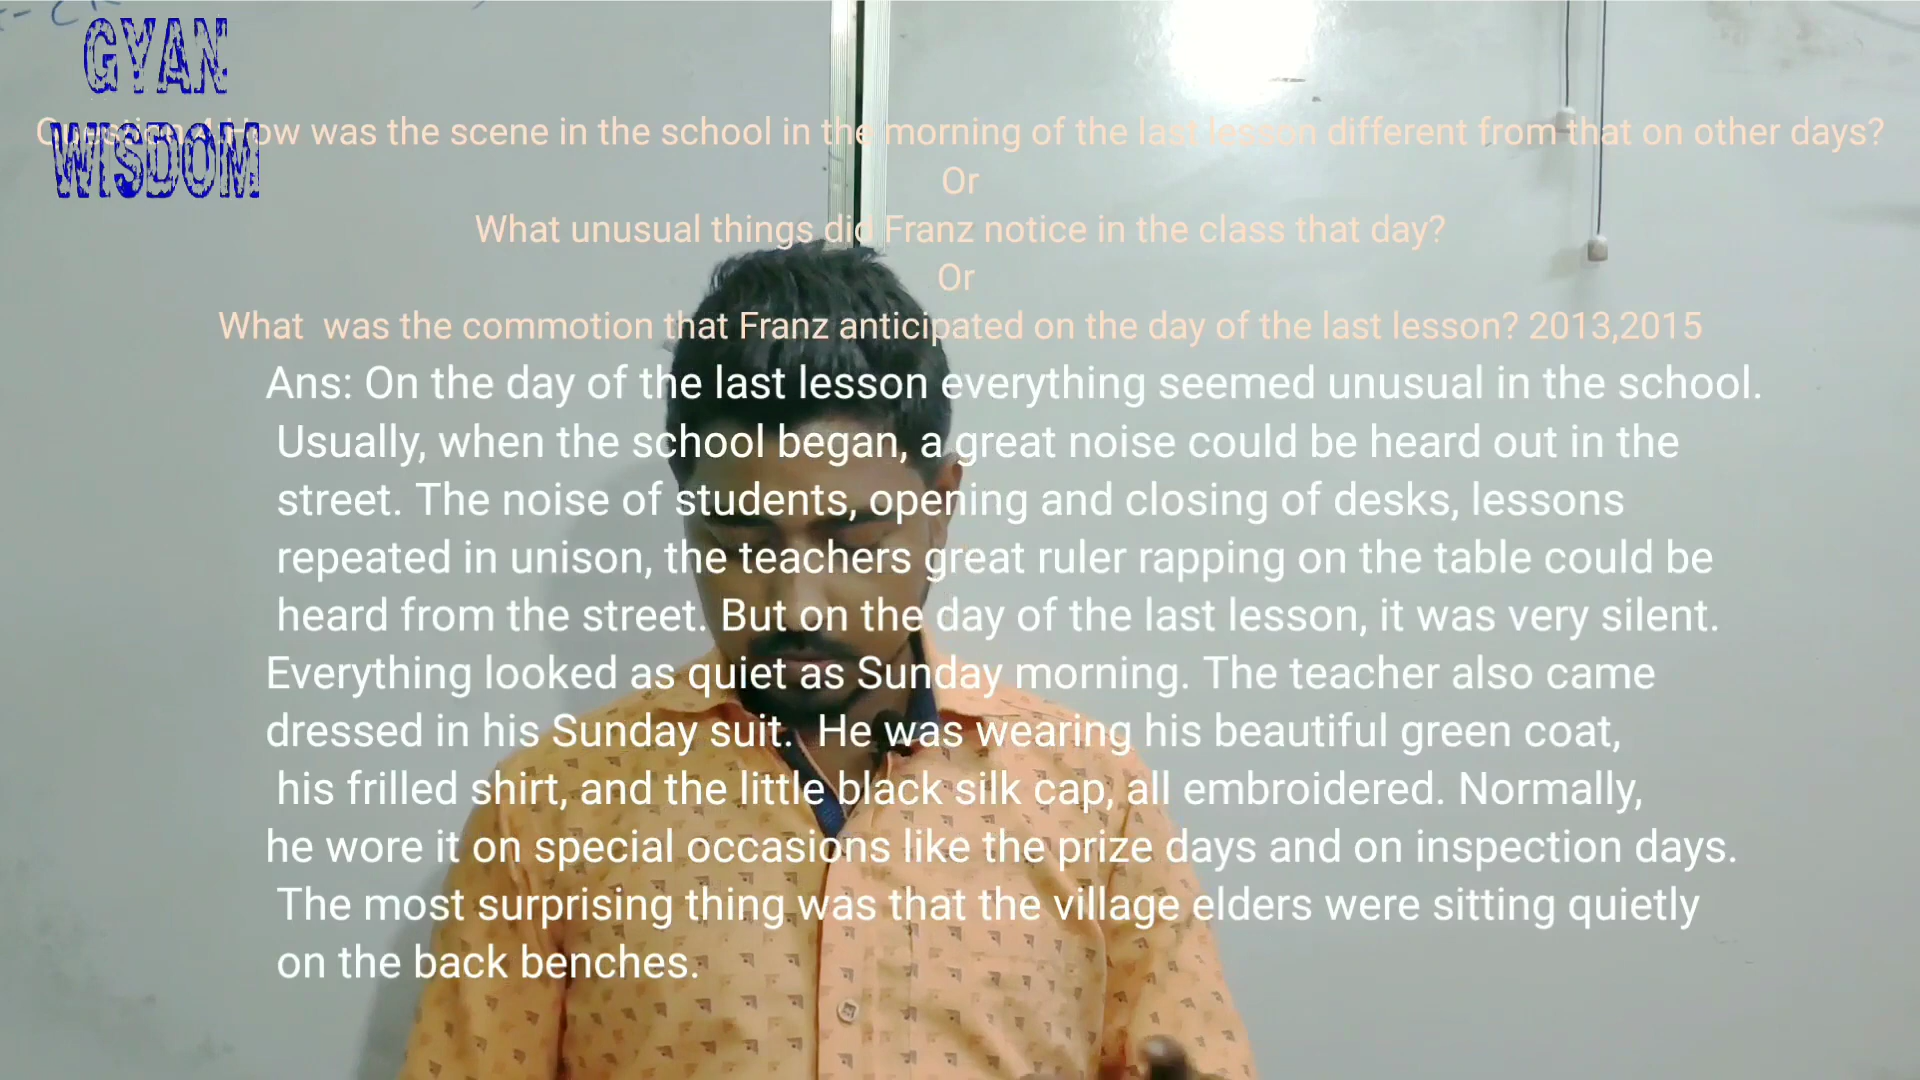 GYAN
WISDOM
Question 4 How was the scene in the school in the morning of the last lesson different from that on other days?
Or
What unusual things did Franz notice in the class that day?
Or
What  was the commotion that Franz anticipated on the day of the last lesson? 2013,2015
Ans: On the day of the last lesson everything seemed unusual in the school.
Usually, when the school began, a great noise could be heard out in the
street. The noise of students, opening and closing of desks, lessons
repeated in unison, the teachers great ruler rapping on the table could be
heard from the street. But on the day of the last lesson, it was very silent.
Everything looked as quiet as Sunday morning. The teacher also came
dressed in his Sunday suit.  He was wearing his beautiful green coat,
his frilled shirt, and the little black silk cap, all embroidered. Normally,
he wore it on special occasions like the prize days and on inspection days.
The most surprising thing was that the village elders were sitting quietly
on the back benches.